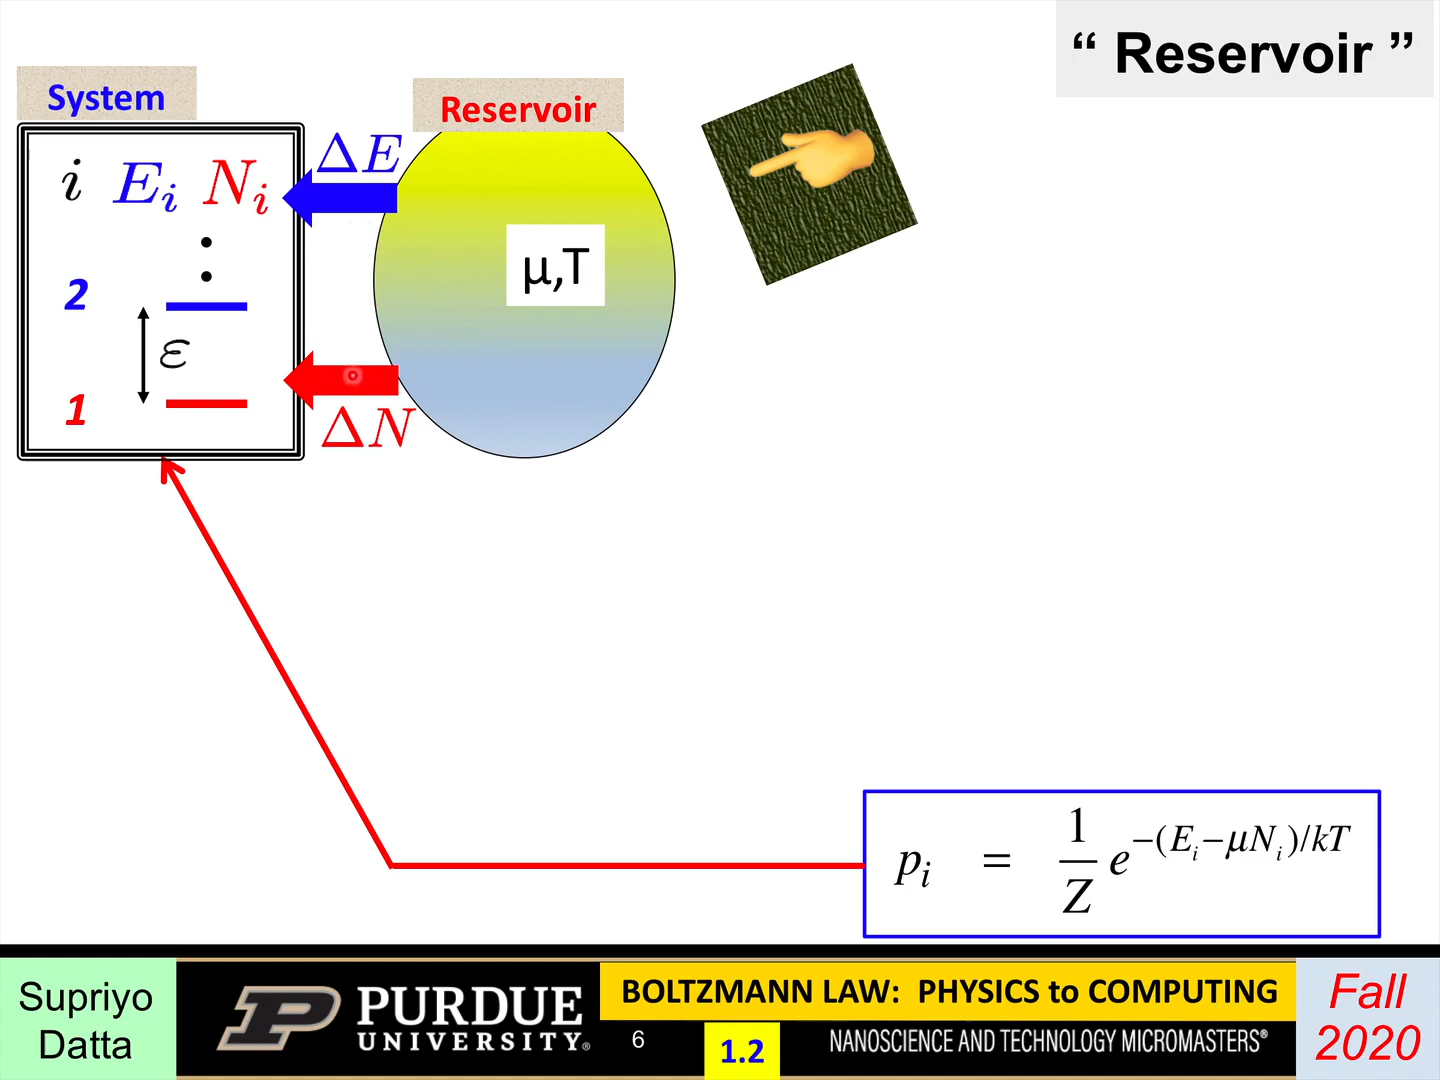 “ Reservoir ”
System
Reservoir
i E_i N_i
ΔE
μ,T
2
ε
1
ΔN
p_i = \frac{1}{Z} e^{-(E_i-μN_i)/kT}
Supriyo
Datta
PURDUE
UNIVERSITY®
6
BOLTZMANN LAW: PHYSICS to COMPUTING
1.2
NANOSCIENCE AND TECHNOLOGY MICROMASTERS®
Fall
2020